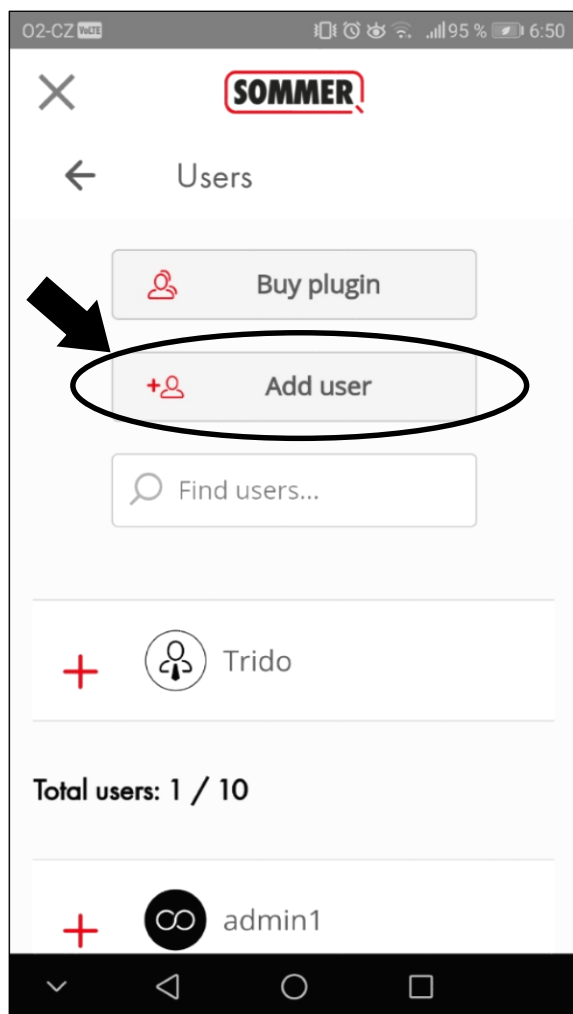 O2-CZ VoLTE 95 % 6:50
SOMMER
Users
Buy plugin
Add user
Find users...
Trido
Total users: 1 / 10
admin1